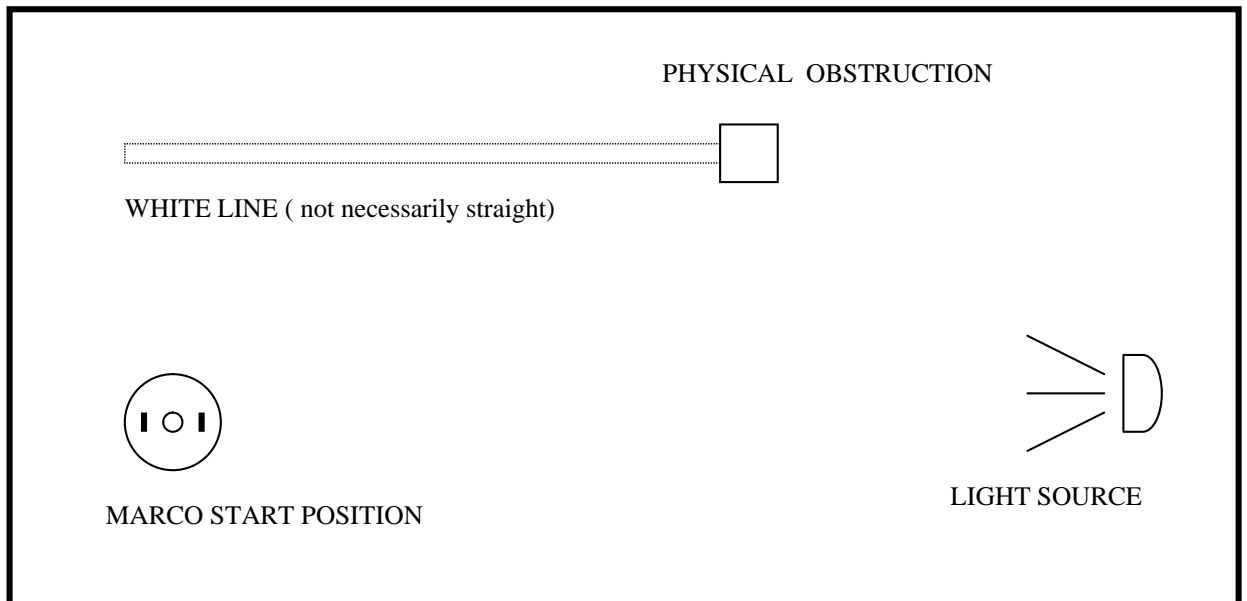 PHYSICAL OBSTRUCTION
WHITE LINE ( not necessarily straight)
LIGHT SOURCE
MARCO START POSITION